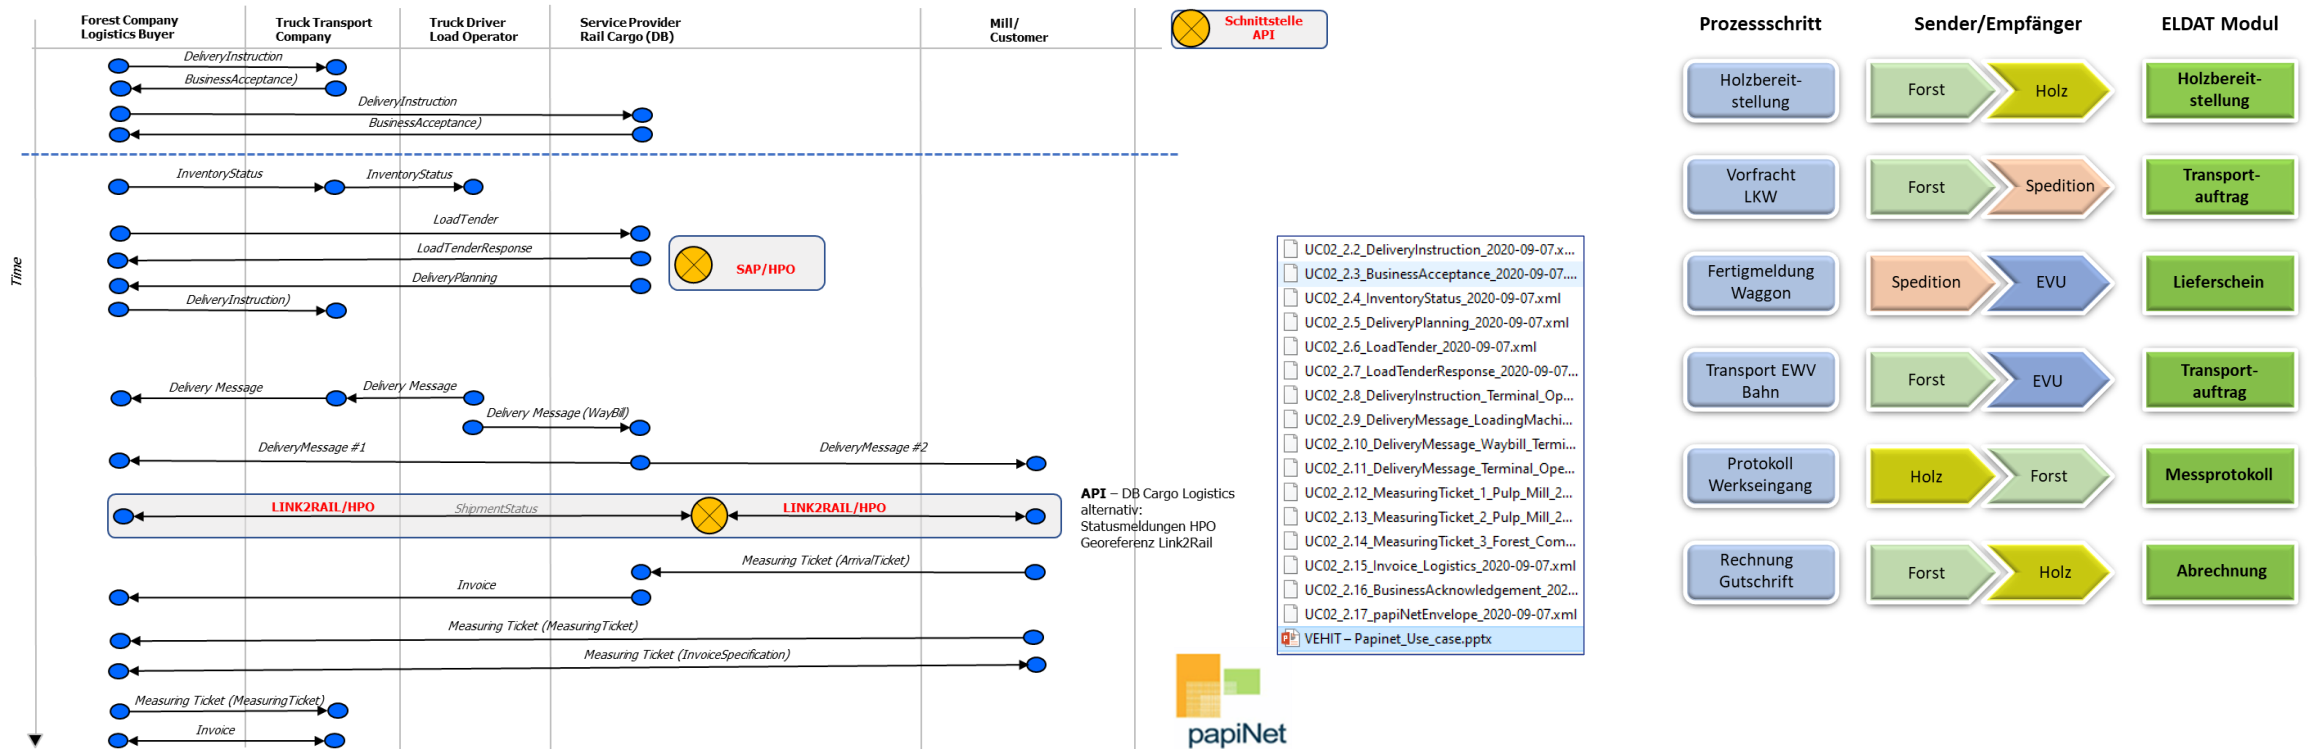 Forest Company
Logistics Buyer
Truck Transport
Company
Truck Driver
Load Operator
Service Provider
Rail Cargo (DB)
Mill/
Customer
Schnittstelle
API
Time
DeliveryInstruction
BusinessAcceptance)
DeliveryInstruction
BusinessAcceptance)
InventoryStatus
InventoryStatus
LoadTender
LoadTenderResponse
SAP/HPO
DeliveryPlanning
DeliveryInstruction)
Delivery Message
Delivery Message
Delivery Message (WayBill)
DeliveryMessage #1
DeliveryMessage #2
LINK2RAIL/HPO
ShipmentStatus
LINK2RAIL/HPO
API – DB Cargo Logistics
alternativ:
Statusmeldungen HPO
Georeferenz Link2Rail
Measuring Ticket (ArrivalTicket)
Invoice
Measuring Ticket (MeasuringTicket)
Measuring Ticket (InvoiceSpecification)
Measuring Ticket (MeasuringTicket)
Invoice
papiNet
UC02_2.2_DeliveryInstruction_2020-09-07.x...
UC02_2.3_BusinessAcceptance_2020-09-07....
UC02_2.4_InventoryStatus_2020-09-07.xml
UC02_2.5_DeliveryPlanning_2020-09-07.xml
UC02_2.6_LoadTender_2020-09-07.xml
UC02_2.7_LoadTenderResponse_2020-09-07...
UC02_2.8_DeliveryInstruction_Terminal_Op...
UC02_2.9_DeliveryMessage_LoadingMachi...
UC02_2.10_DeliveryMessage_Waybill_Termi...
UC02_2.11_DeliveryMessage_Terminal_Ope...
UC02_2.12_MeasuringTicket_1_Pulp_Mill_2...
UC02_2.13_MeasuringTicket_2_Pulp_Mill_2...
UC02_2.14_MeasuringTicket_3_Forest_Com...
UC02_2.15_Invoice_Logistics_2020-09-07.xml
UC02_2.16_BusinessAcknowledgement_202...
UC02_2.17_papiNetEnvelope_2020-09-07.xml
VEHIT – Papinet_Use_case.pptx
Prozessschritt
Sender/Empfänger
ELDAT Modul
Holzbereit-
stellung
Forst
Holz
Holzbereit-
stellung
Vorfracht
LKW
Forst
Spedition
Transport-
auftrag
Fertigmeldung
Waggon
Spedition
EVU
Lieferschein
Transport EWV
Bahn
Forst
EVU
Transport-
auftrag
Protokoll
Werkseingang
Holz
Forst
Messprotokoll
Rechnung
Gutschrift
Forst
Holz
Abrechnung